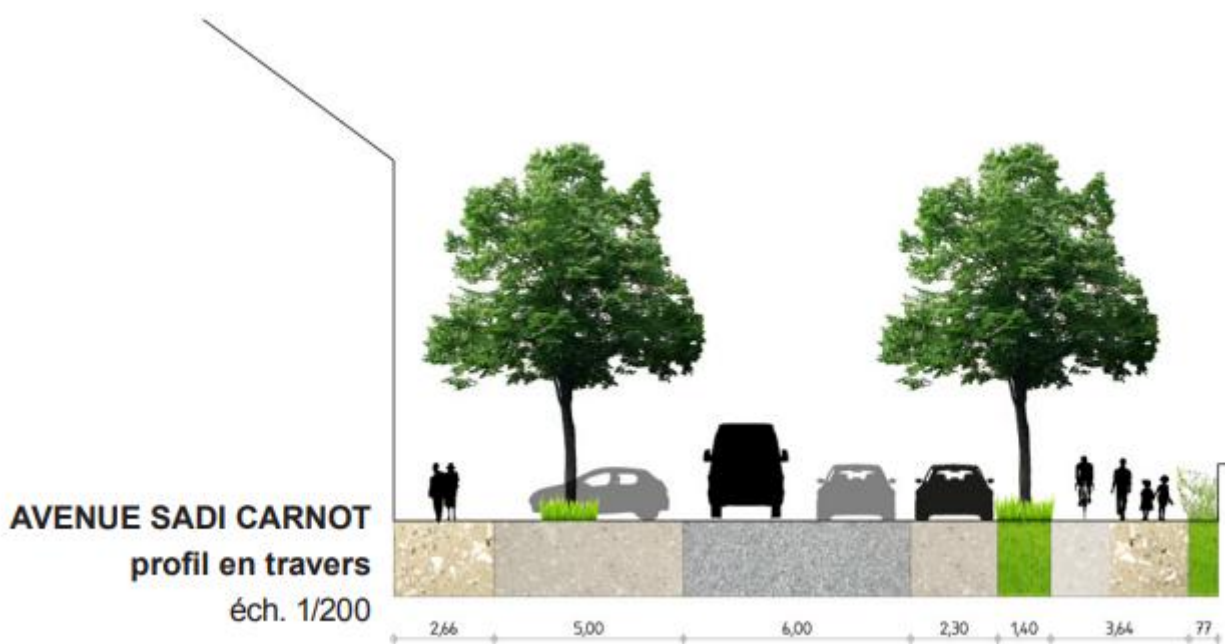 AVENUE SADI CARNOT
profil en travers
éch. 1/200
2,66 5,00 6,00 2,30 1,40 3,64 77